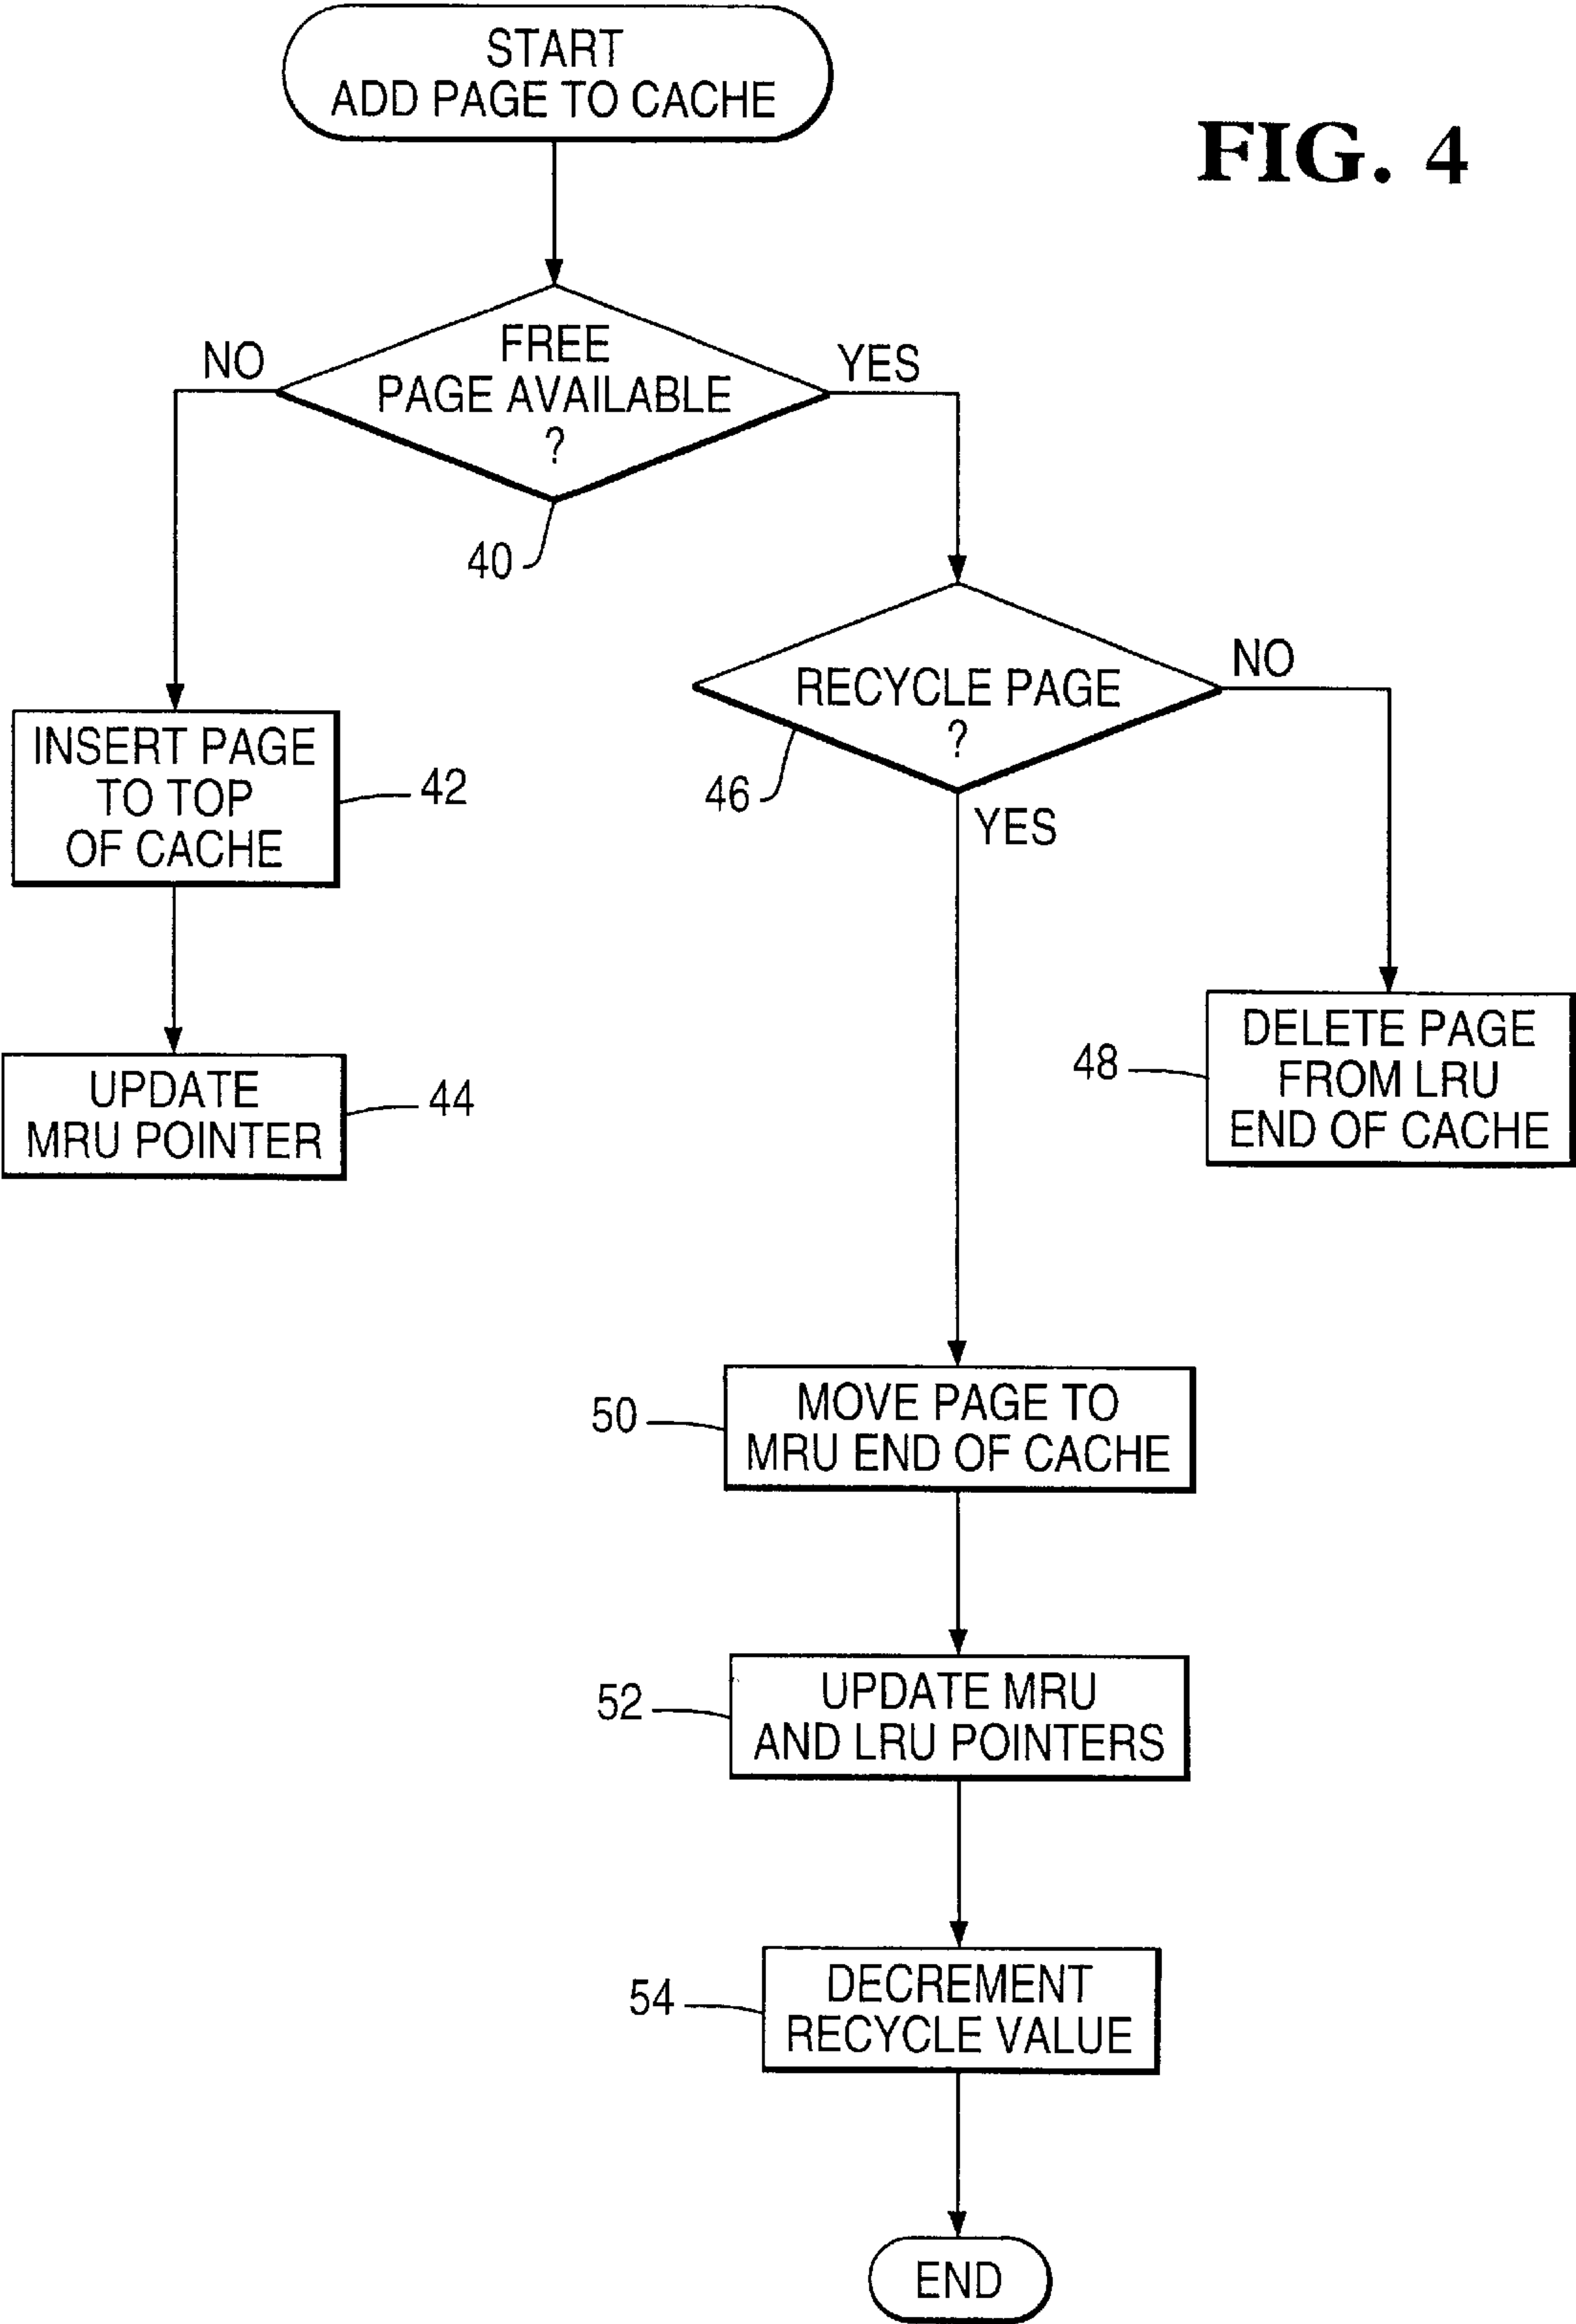 START
ADD PAGE TO CACHE
FIG. 4
NO
FREE
PAGE AVAILABLE
?
YES
40
RECYCLE PAGE
?
NO
46
YES
INSERT PAGE
TO TOP
OF CACHE
42
UPDATE
MRU POINTER
44
DELETE PAGE
FROM LRU
END OF CACHE
48
MOVE PAGE TO
MRU END OF CACHE
50
UPDATE MRU
AND LRU POINTERS
52
DECREMENT
RECYCLE VALUE
54
END